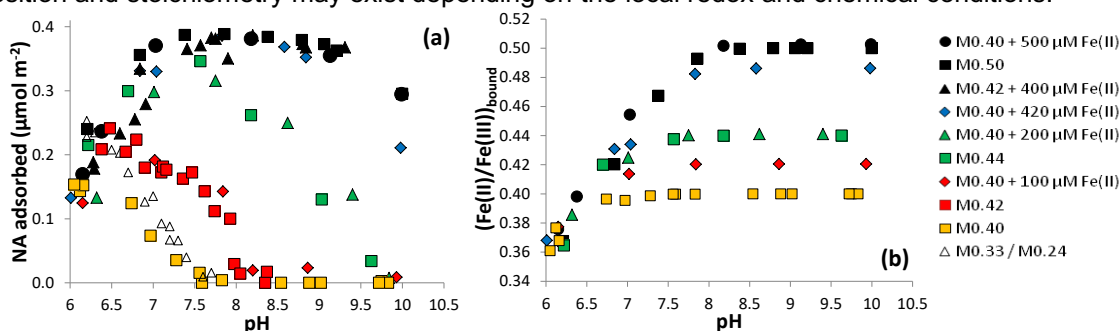 osition and stoichiometry may exist depending on the local redox and chemical conditions.
(a)
NA adsorbed (µmol m-2)
0.4
0.3
0.2
0.1
0.0
6 6.5 7 7.5 8 8.5 9 9.5 10 10.5
pH
(b)
(Fe(II)/Fe(III))bound
0.52
0.50
0.48
0.46
0.44
0.42
0.40
0.38
0.36
0.34
6 6.5 7 7.5 8 8.5 9 9.5 10 10.5
pH
M0.40 + 500 µM Fe(II)
M0.50
M0.42 + 400 µM Fe(II)
M0.40 + 420 µM Fe(II)
M0.40 + 200 µM Fe(II)
M0.44
M0.40 + 100 µM Fe(II)
M0.42
M0.40
M0.33 / M0.24